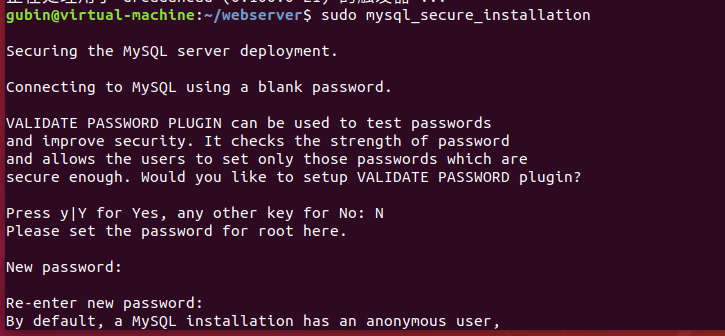 gubin@virtual-machine:~/webserver$ sudo mysql_secure_installation
Securing the MySQL server deployment.
Connecting to MySQL using a blank password.
VALIDATE PASSWORD PLUGIN can be used to test passwords
and improve security. It checks the strength of password
and allows the users to set only those passwords which are
secure enough. Would you like to setup VALIDATE PASSWORD plugin?
Press y|Y for Yes, any other key for No: N
Please set the password for root here.
New password:
Re-enter new password:
By default, a MySQL installation has an anonymous user,